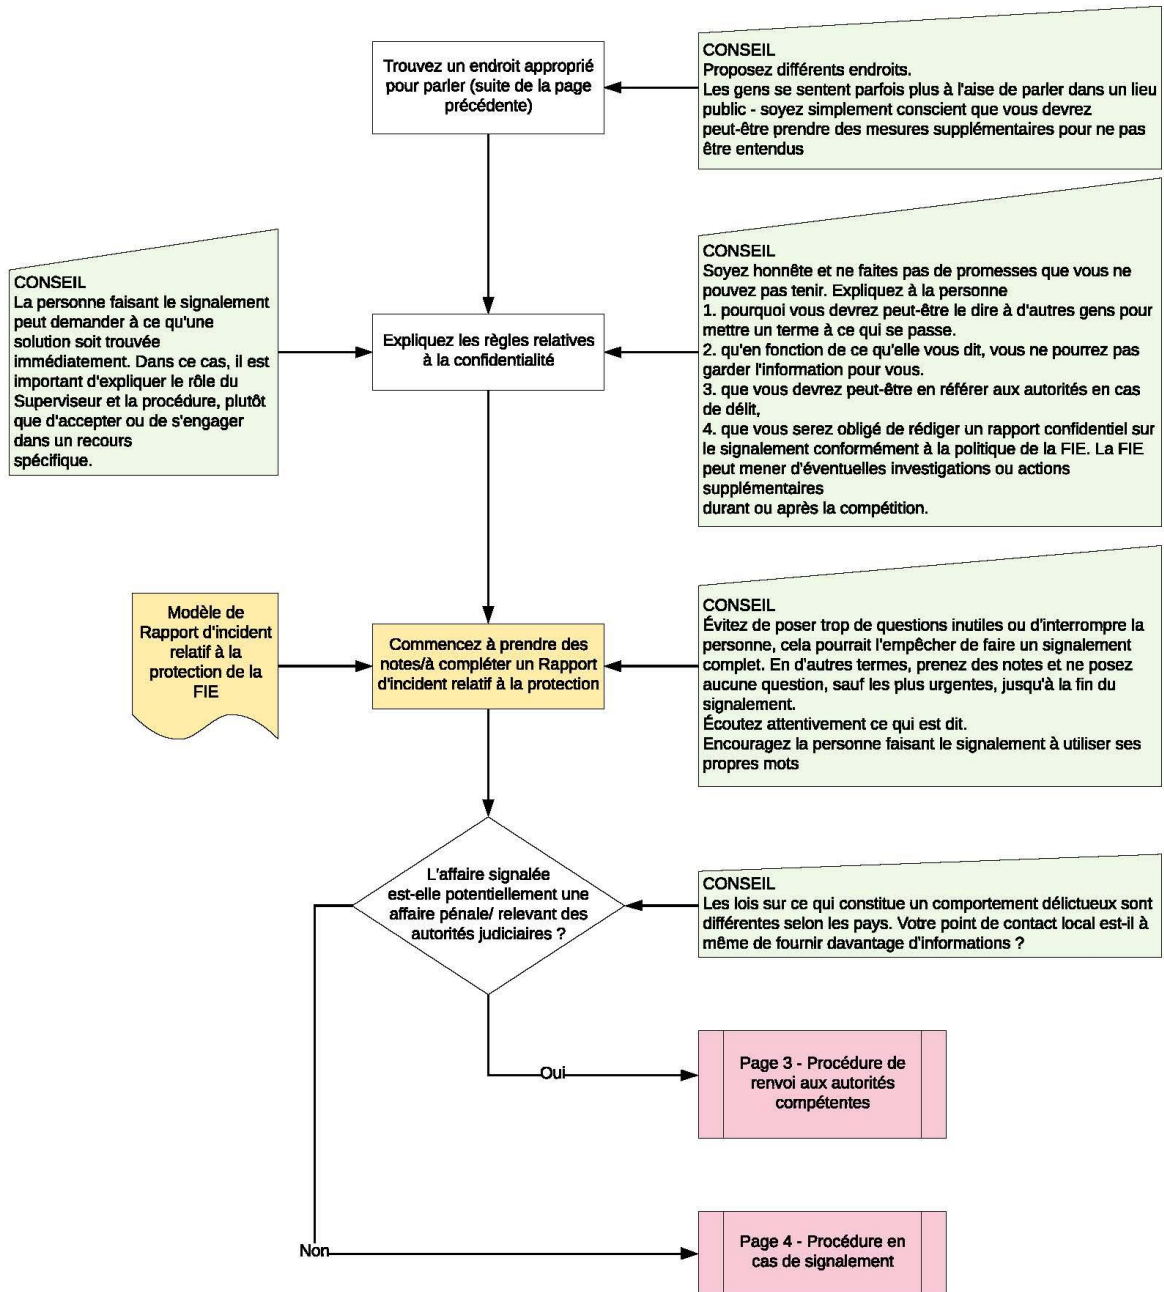 Trouvez un endroit approprié
pour parler (suite de la page
précédente)
CONSEIL
Proposez différents endroits.
Les gens se sentent parfois plus à l'aise de parler dans un lieu
public - soyez simplement conscient que vous devrez
peut-être prendre des mesures supplémentaires pour ne pas
être entendus
CONSEIL
La personne faisant le signalement
peut demander à ce qu'une
solution soit trouvée
immédiatement. Dans ce cas, il est
important d'expliquer le rôle du
Superviseur et la procédure, plutôt
que d'accepter ou de s'engager
dans un recours
spécifique.
Expliquez les règles relatives
à la confidentialité
CONSEIL
Soyez honnête et ne faites pas de promesses que vous ne
pouvez pas tenir. Expliquez à la personne
1. pourquoi vous devrez peut-être le dire à d'autres gens pour
mettre un terme à ce qui se passe.
2. qu'en fonction de ce qu'elle vous dit, vous ne pourrez pas
garder l'information pour vous.
3. que vous devrez peut-être en référer aux autorités en cas
de délit,
4. que vous serez obligé de rédiger un rapport confidentiel sur
le signalement conformément à la politique de la FIE. La FIE
peut mener d'éventuelles investigations ou actions
supplémentaires
durant ou après la compétition.
Modèle de
Rapport d'incident
relatif à la
protection de la
FIE
Commencez à prendre des
notes/à compléter un Rapport
d'incident relatif à la protection
CONSEIL
Évitez de poser trop de questions inutiles ou d'interrompre la
personne, cela pourrait l'empêcher de faire un signalement
complet. En d'autres termes, prenez des notes et ne posez
aucune question, sauf les plus urgentes, jusqu'à la fin du
signalement.
Écoutez attentivement ce qui est dit.
Encouragez la personne faisant le signalement à utiliser ses
propres mots
L'affaire signalée
est-elle potentiellement une
affaire pénale/ relevant des
autorités judiciaires ?
CONSEIL
Les lois sur ce qui constitue un comportement délictueux sont
différentes selon les pays. Votre point de contact local est-il à
même de fournir davantage d'informations ?
Oui
Page 3 - Procédure de
renvoi aux autorités
compétentes
Non
Page 4 - Procédure en
cas de signalement